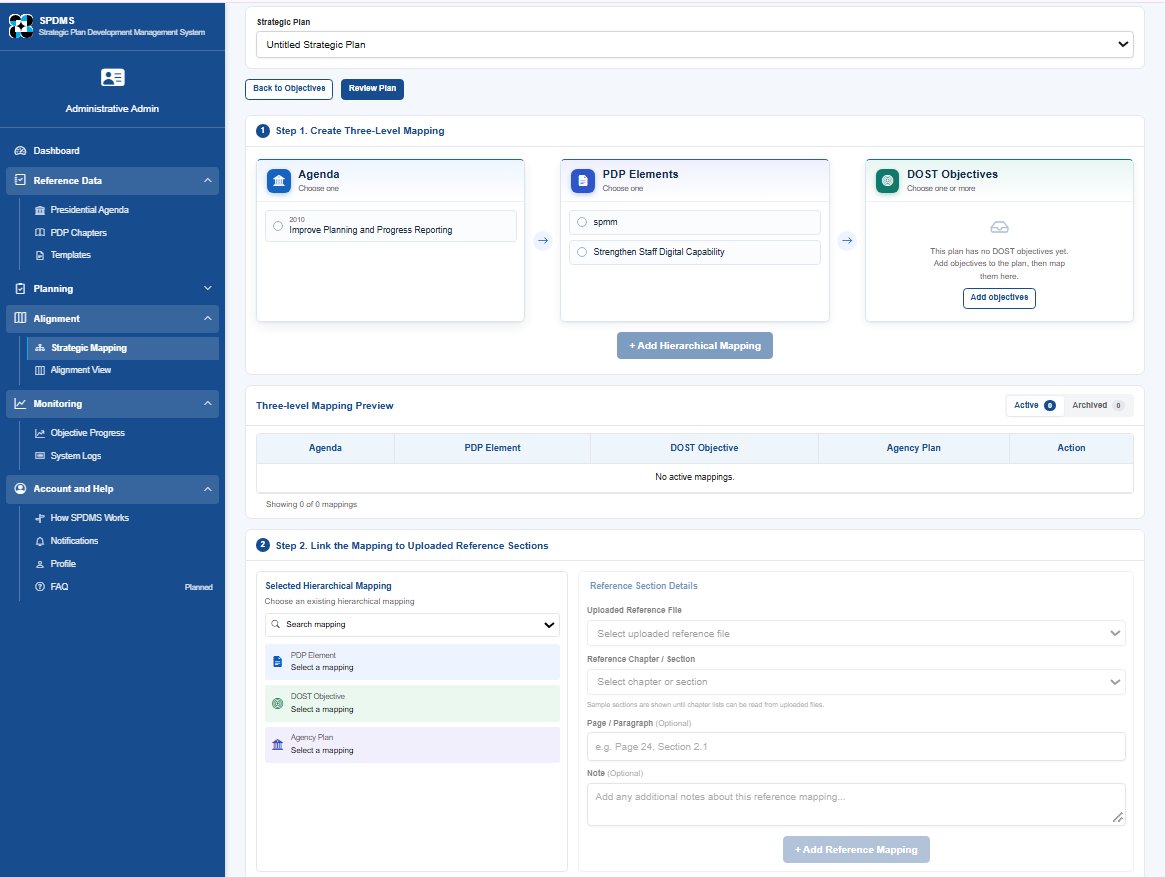 SPDMS
Strategic Plan Development Management System
Administrative Admin
Dashboard
Reference Data
Presidential Agenda
PDP Chapters
Templates
Planning
Alignment
Strategic Mapping
Alignment View
Monitoring
Objective Progress
System Logs
Account and Help
How SPDMS Works
Notifications
Profile
FAQ Planned
Strategic Plan
Untitled Strategic Plan
Back to Objectives Review Plan
1 Step 1. Create Three-Level Mapping
Agenda
Choose one
2010
Improve Planning and Progress Reporting
PDP Elements
Choose one
spmm
Strengthen Staff Digital Capability
DOST Objectives
Choose one or more
This plan has no DOST objectives yet.
Add objectives to the plan, then map
them here.
Add objectives
+ Add Hierarchical Mapping
Three-level Mapping Preview
Active 0 Archived 0
Agenda PDP Element DOST Objective Agency Plan Action
No active mappings.
Showing 0 of 0 mappings
2 Step 2. Link the Mapping to Uploaded Reference Sections
Selected Hierarchical Mapping
Choose an existing hierarchical mapping
Search mapping
PDP Element
Select a mapping
DOST Objective
Select a mapping
Agency Plan
Select a mapping
Reference Section Details
Uploaded Reference File
Select uploaded reference file
Reference Chapter / Section
Select chapter or section
Sample sections are shown until chapter lists can be read from uploaded files.
Page / Paragraph (Optional)
e.g. Page 24, Section 2.1
Note (Optional)
Add any additional notes about this reference mapping...
+ Add Reference Mapping